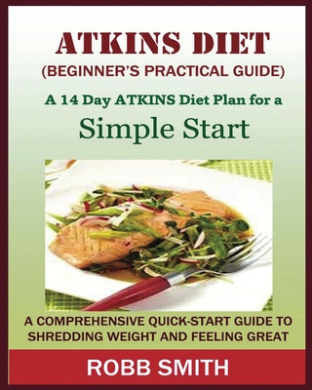 ATKINS DIET
(BEGINNER'S PRACTICAL GUIDE)
A 14 Day ATKINS Diet Plan for a
Simple Start
A COMPREHENSIVE QUICK-START GUIDE TO
SHREDDING WEIGHT AND FEELING GREAT
ROBB SMITH